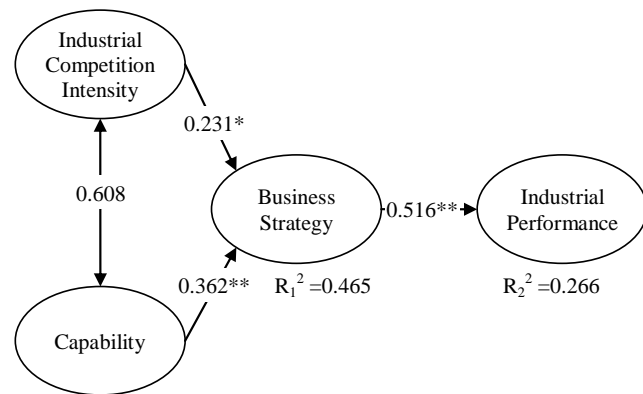 Industrial
Competition
Intensity
0.231*
0.608
Business
Strategy
0.516**
Industrial
Performance
0.362**
R₁² =0.465
R₂² =0.266
Capability